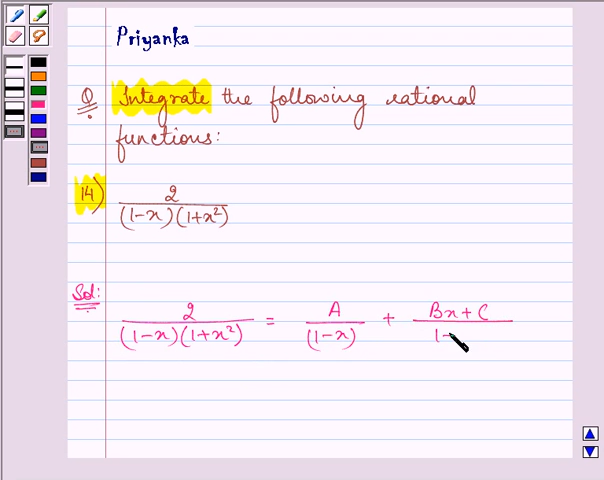 Priyanka
Q Integrate the following rational
functions:
14) 2/((1-x)(1+x²))
Sol: 2/((1-x)(1+x²)) = A/(1-x) + (Bx+C)/(1-